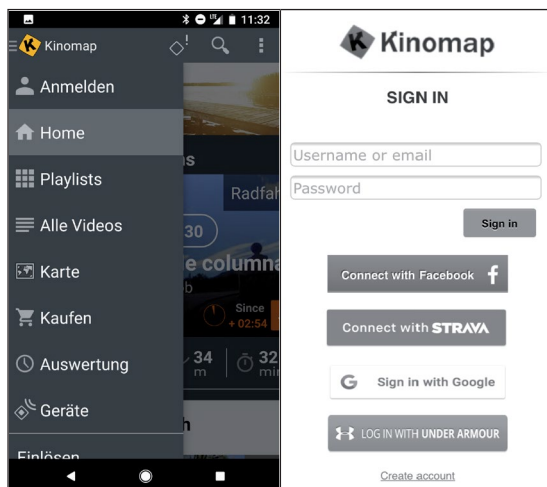 11:32
Kinomap
Anmelden
Home
Playlists
Alle Videos
Karte
Kaufen
Auswertung
Geräte
Einlösen
ns
Radfah
30
e columna
b
Since
+ 02:54
34
m
32
min
h
Kinomap
SIGN IN
Username or email
Password
Sign in
Connect with Facebook f
Connect with STRAVA
G Sign in with Google
LOG IN WITH UNDER ARMOUR
Create account